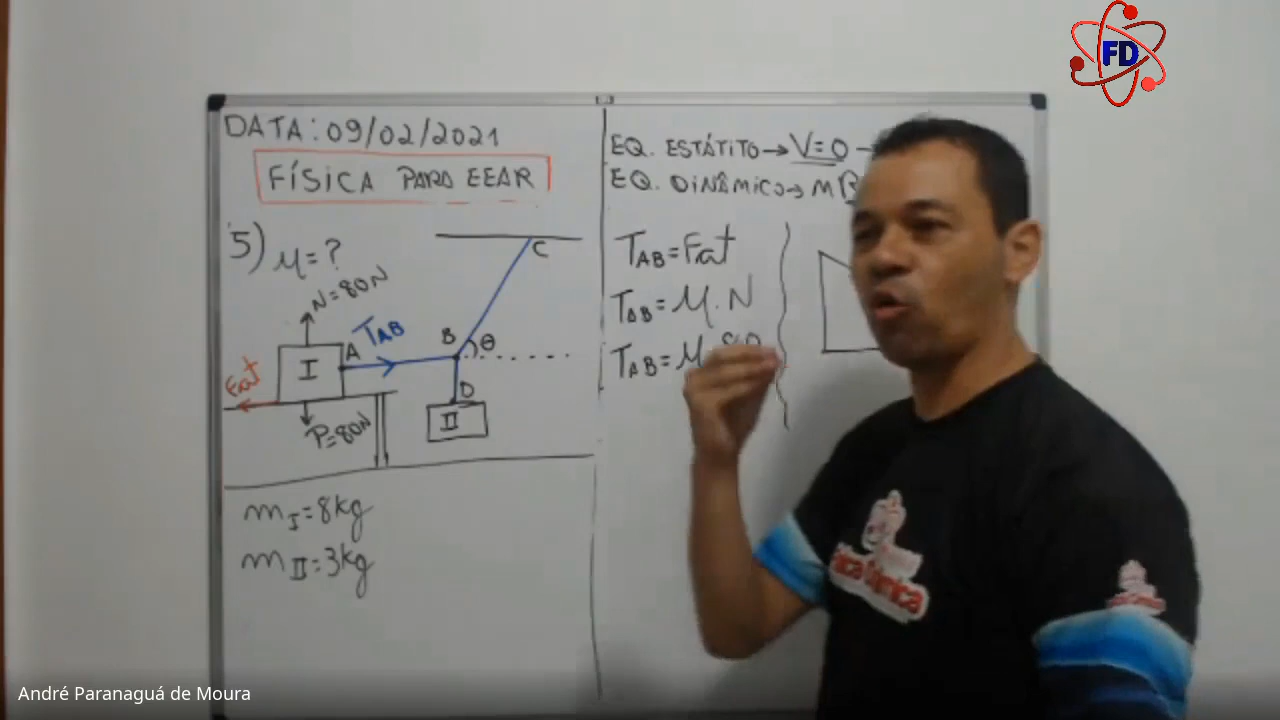 DATA: 09/02/2021
FÍSICA PARA EEAR
5) μ=?
N=80N
TAB
A
I
Fat
P=80N
B
θ
C
D
II
mI=8kg
mII=3kg
EQ. ESTÁTITO→V=0→
EQ. DINÂMICO→M
TAB=Fat
TAB=μ.N
TAB=μ
FD
André Paranaguá de Moura